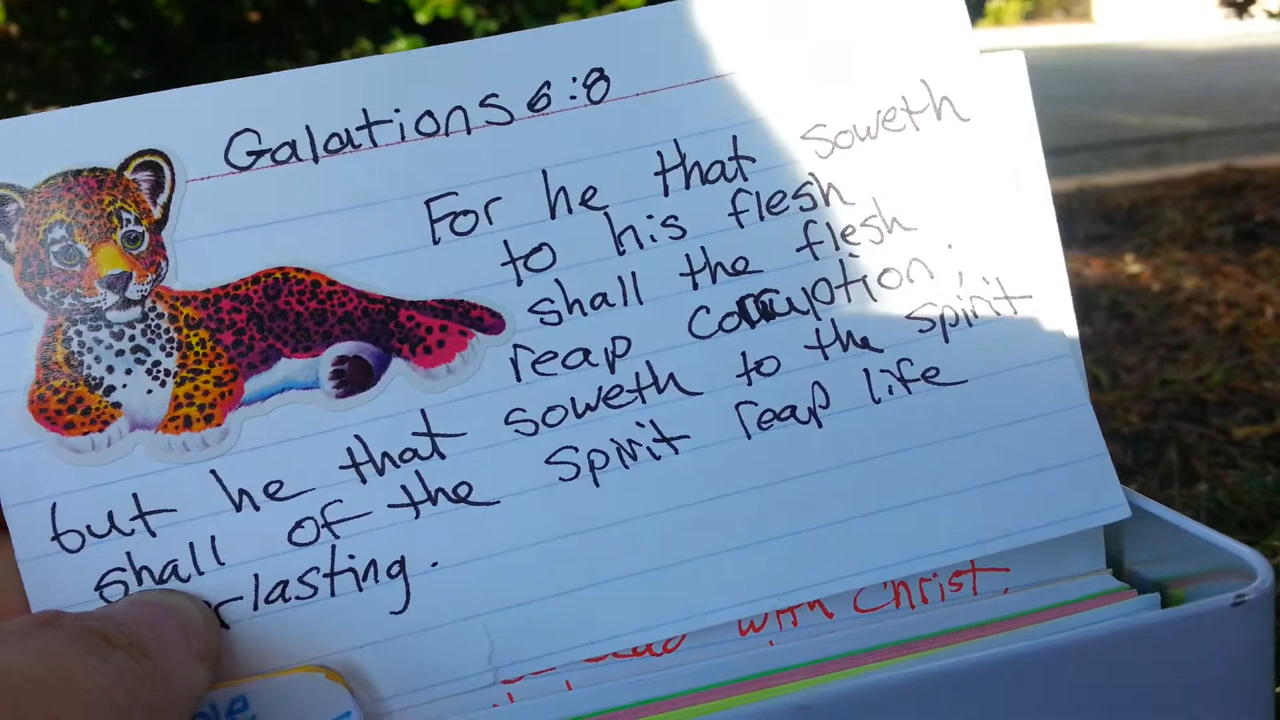 Galations 6:8
For he that soweth
to his flesh
shall the flesh
reap corruption;
but he that soweth to the spirit
shall of the spirit reap life
rlasting.
with Christ.